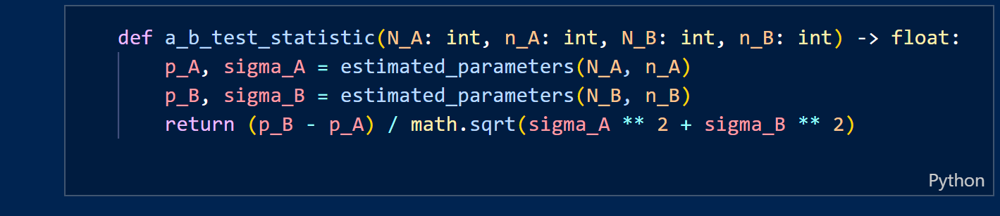 def a_b_test_statistic(N_A: int, n_A: int, N_B: int, n_B: int) -> float:
    p_A, sigma_A = estimated_parameters(N_A, n_A)
    p_B, sigma_B = estimated_parameters(N_B, n_B)
    return (p_B - p_A) / math.sqrt(sigma_A ** 2 + sigma_B ** 2)
Python